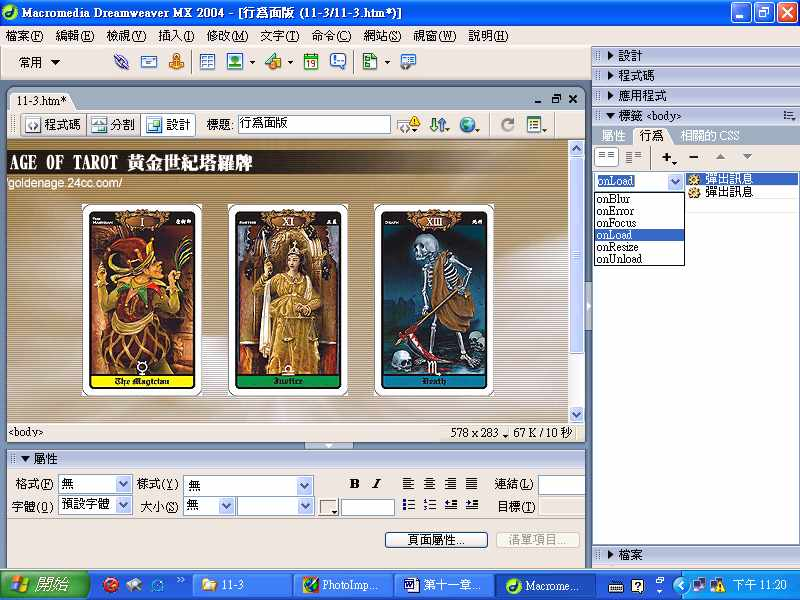 Macromedia Dreamweaver MX 2004 - [行爲面版 (11-3/11-3.htm*)]
檔案(F) 編輯(E) 檢視(V) 插入(I) 修改(M) 文字(T) 命令(C) 網站(S) 視窗(W) 說明(H)
常用
11-3.htm*
程式碼 分割 設計 標題: 行爲面版
AGE OF TAROT 黃金世紀塔羅牌
/goldenage.24cc.com/
THE MAGICIAN I XI 正義 DEATH XIII 死神
The Magician Justice Death
<body> 578 x 283 67 K / 10 秒
屬性
格式(F) 無 樣式(Y) 無 B I 連結(L)
字體(O) 預設字體 大小(S) 無 目標(T)
頁面屬性... 清單項目...
設計
程式碼
應用程式
標籤 <body>
屬性 行爲 相關的 CSS
onLoad 彈出訊息
onBlur 彈出訊息
onError
onFocus
onLoad
onResize
onUnload
檔案
開始 11-3 PhotoImp... 第十一章... Macrome... 下午 11:20